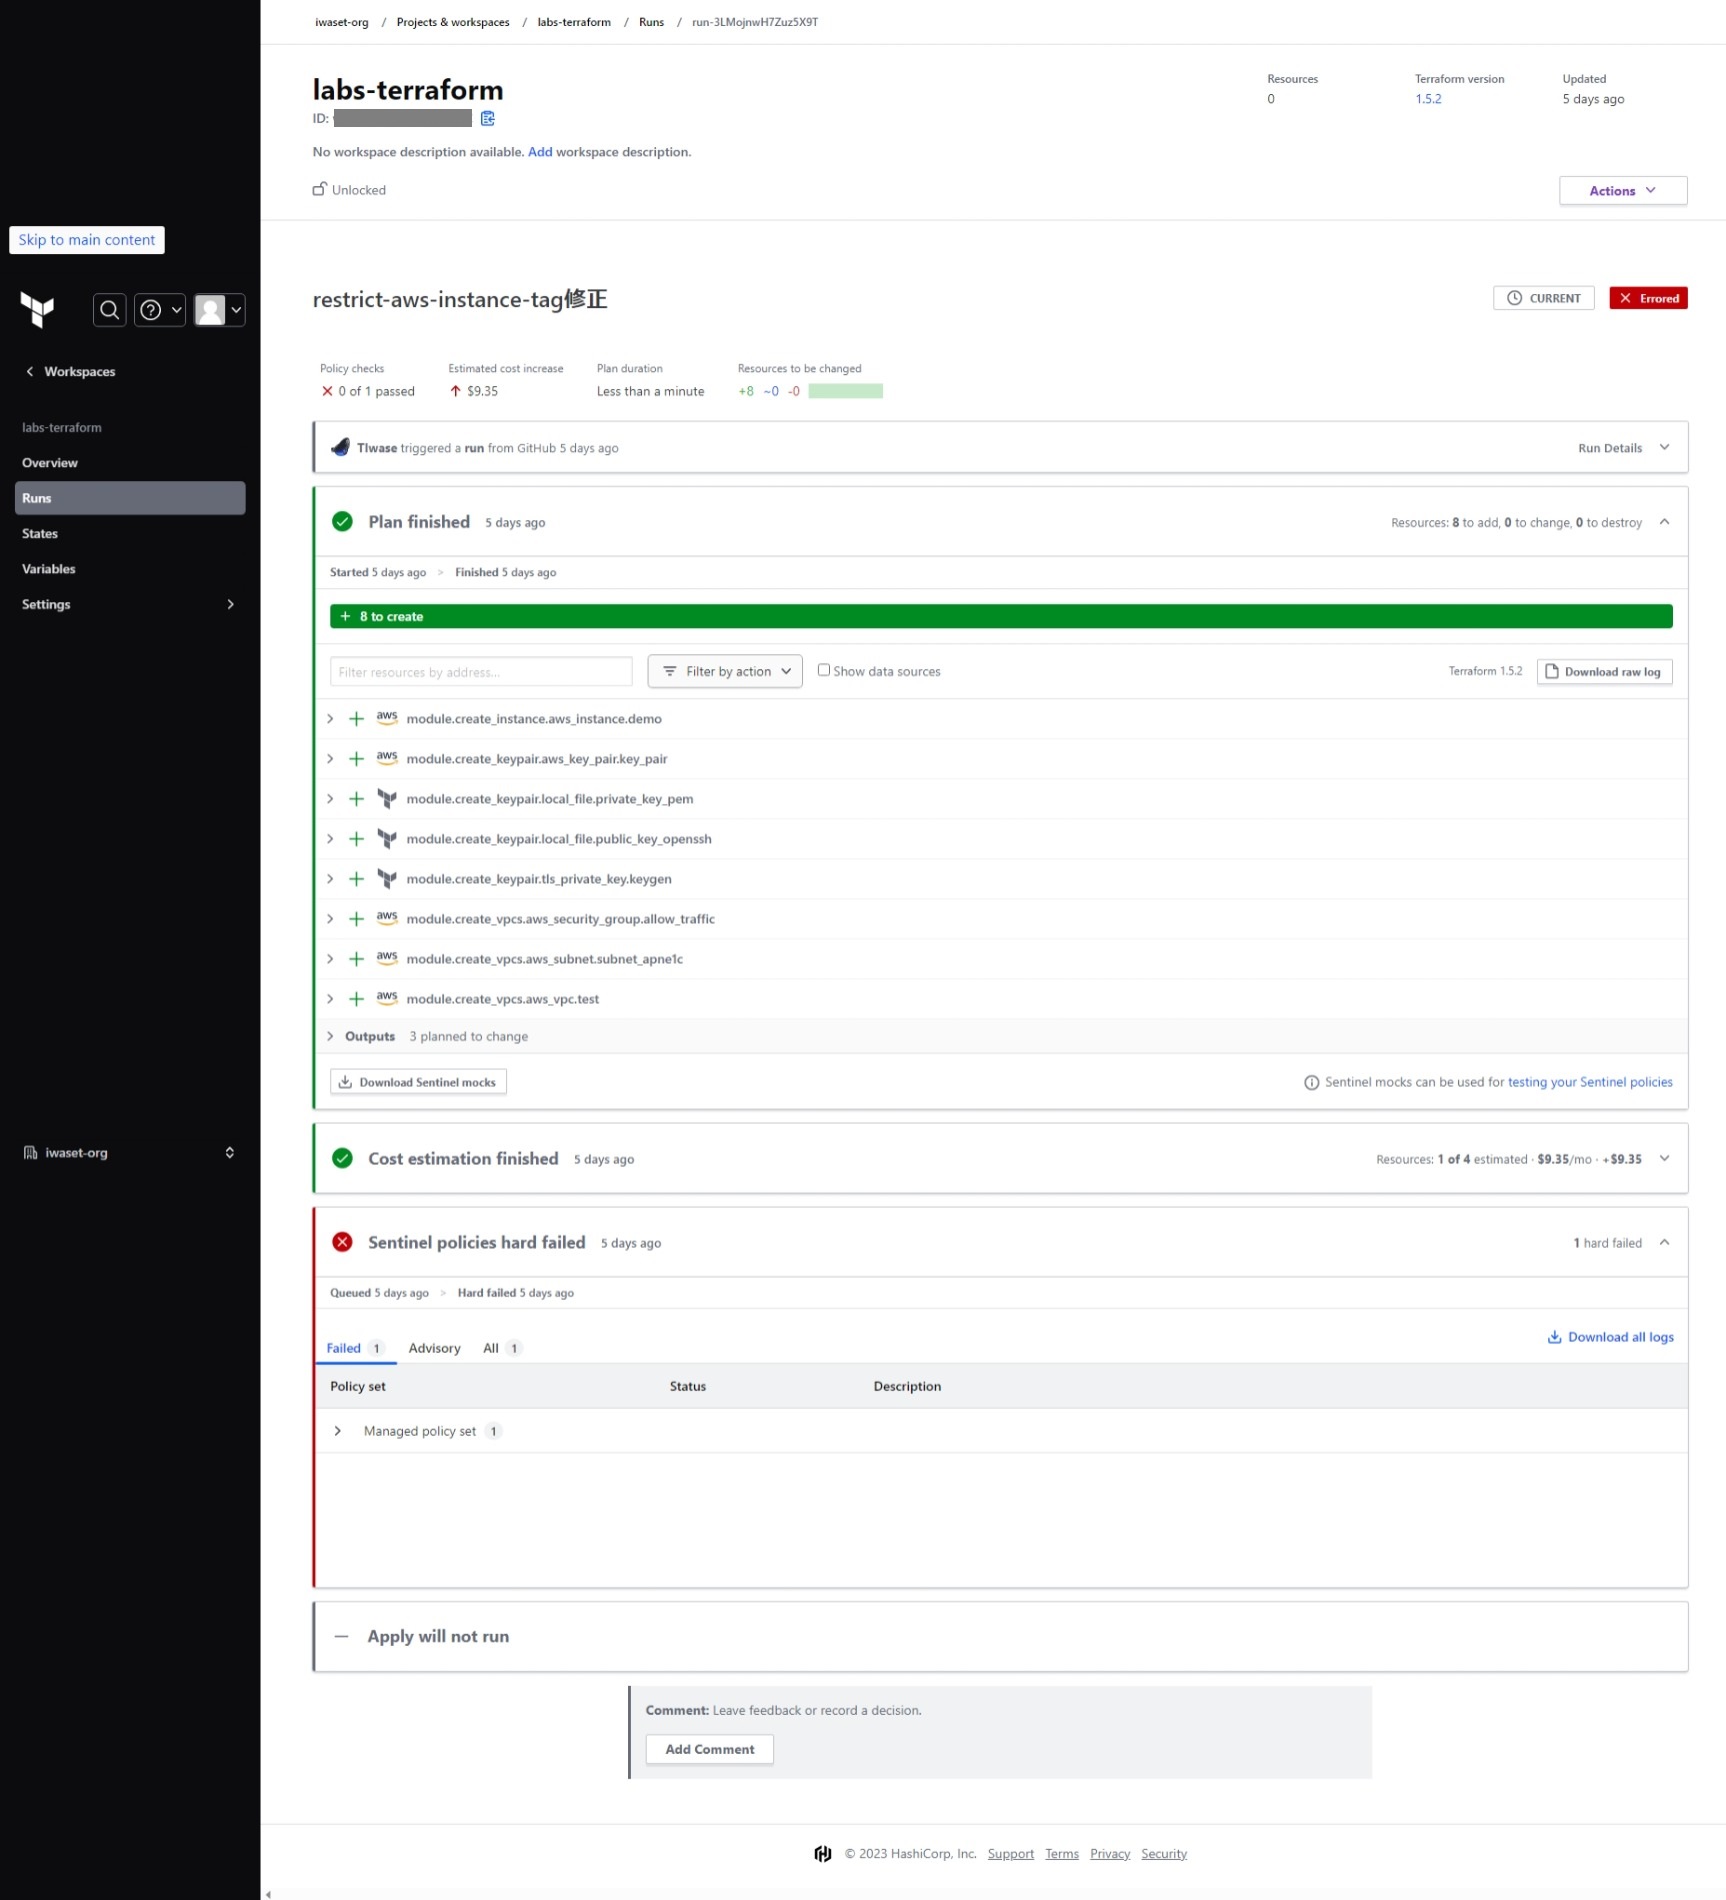 iwaset-org / Projects & workspaces / labs-terraform / Runs / run-3LMojnwH7Zuz5X9T
labs-terraform
ID:
No workspace description available. Add workspace description.
Unlocked
Resources
0
Terraform version
1.5.2
Updated
5 days ago
Actions
Skip to main content
Workspaces
labs-terraform
Overview
Runs
States
Variables
Settings
iwaset-org
restrict-aws-instance-tag修正
CURRENT
Errored
Policy checks
0 of 1 passed
Estimated cost increase
$9.35
Plan duration
Less than a minute
Resources to be changed
+8 ~0 -0
TIwase triggered a run from GitHub 5 days ago
Run Details
Plan finished 5 days ago
Resources: 8 to add, 0 to change, 0 to destroy
Started 5 days ago > Finished 5 days ago
+ 8 to create
Filter resources by address...
Filter by action
Show data sources
Terraform 1.5.2
Download raw log
aws module.create_instance.aws_instance.demo
aws module.create_keypair.aws_key_pair.key_pair
module.create_keypair.local_file.private_key_pem
module.create_keypair.local_file.public_key_openssh
module.create_keypair.tls_private_key.keygen
aws module.create_vpcs.aws_security_group.allow_traffic
aws module.create_vpcs.aws_subnet.subnet_apne1c
aws module.create_vpcs.aws_vpc.test
Outputs 3 planned to change
Download Sentinel mocks
Sentinel mocks can be used for testing your Sentinel policies
Cost estimation finished 5 days ago
Resources: 1 of 4 estimated · $9.35/mo · +$9.35
Sentinel policies hard failed 5 days ago
1 hard failed
Queued 5 days ago > Hard failed 5 days ago
Failed 1 Advisory All 1
Download all logs
Policy set Status Description
Managed policy set 1
Apply will not run
Comment: Leave feedback or record a decision.
Add Comment
© 2023 HashiCorp, Inc. Support Terms Privacy Security